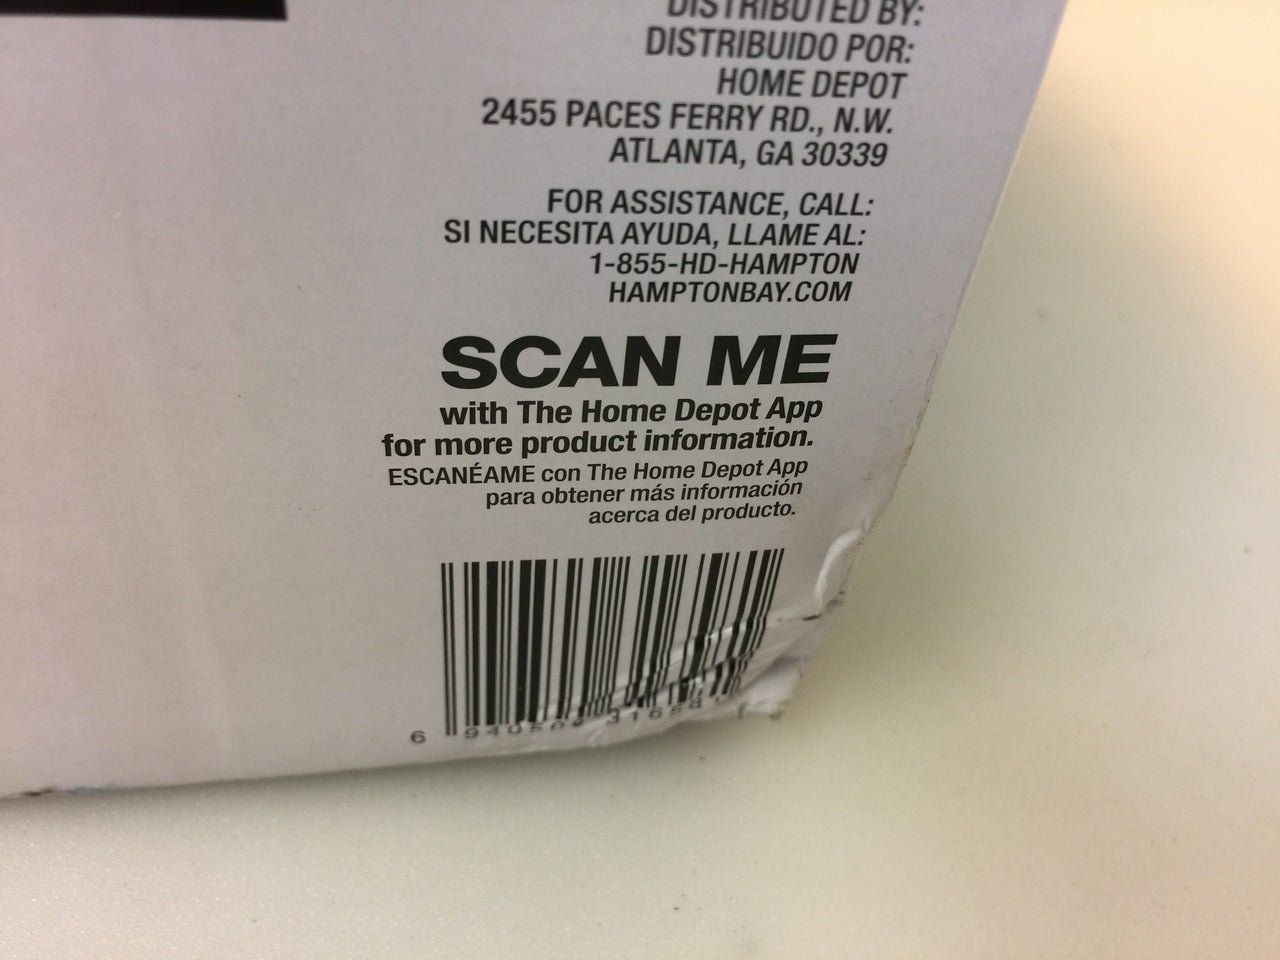 DISTRIBUTED BY:
DISTRIBUIDO POR:
HOME DEPOT
2455 PACES FERRY RD., N.W.
ATLANTA, GA 30339
FOR ASSISTANCE, CALL:
SI NECESITA AYUDA, LLAME AL:
1-855-HD-HAMPTON
HAMPTONBAY.COM
SCAN ME
with The Home Depot App
for more product information.
ESCANÉAME con The Home Depot App
para obtener más información
acerca del producto.
6